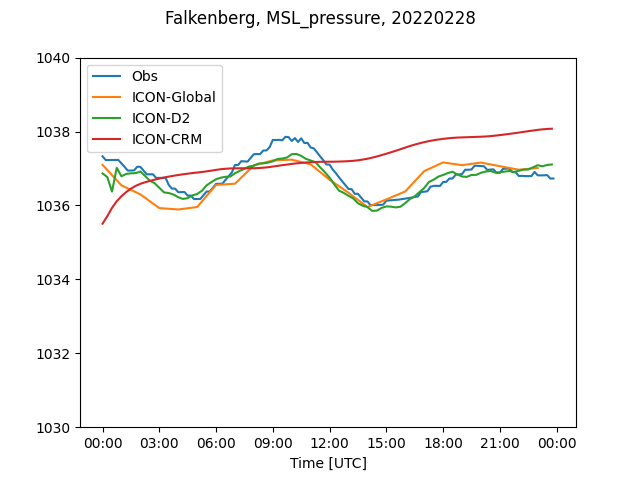 Falkenberg, MSL_pressure, 20220228
1040
1038
1036
1034
1032
1030
Obs
ICON-Global
ICON-D2
ICON-CRM
00:00 03:00 06:00 09:00 12:00 15:00 18:00 21:00 00:00
Time [UTC]